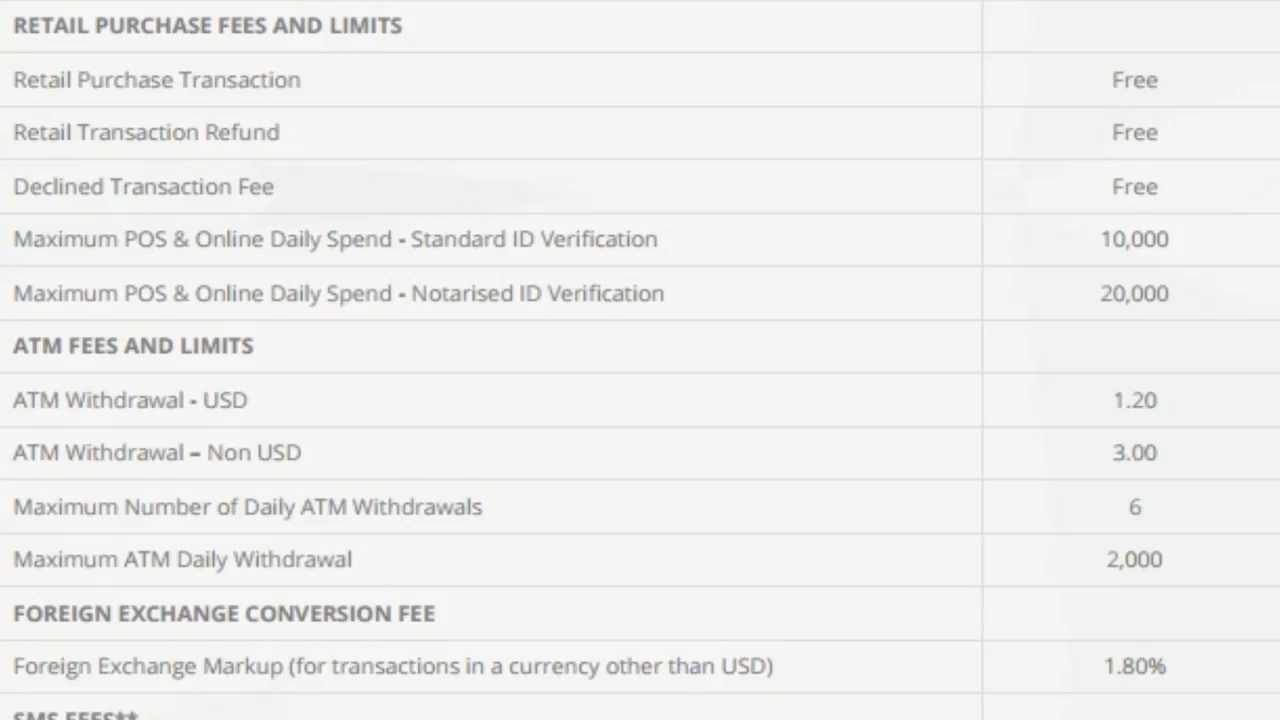 RETAIL PURCHASE FEES AND LIMITS
Retail Purchase Transaction Free
Retail Transaction Refund Free
Declined Transaction Fee Free
Maximum POS & Online Daily Spend - Standard ID Verification 10,000
Maximum POS & Online Daily Spend - Notarised ID Verification 20,000
ATM FEES AND LIMITS
ATM Withdrawal - USD 1.20
ATM Withdrawal – Non USD 3.00
Maximum Number of Daily ATM Withdrawals 6
Maximum ATM Daily Withdrawal 2,000
FOREIGN EXCHANGE CONVERSION FEE
Foreign Exchange Markup (for transactions in a currency other than USD) 1.80%
SMS FEES**